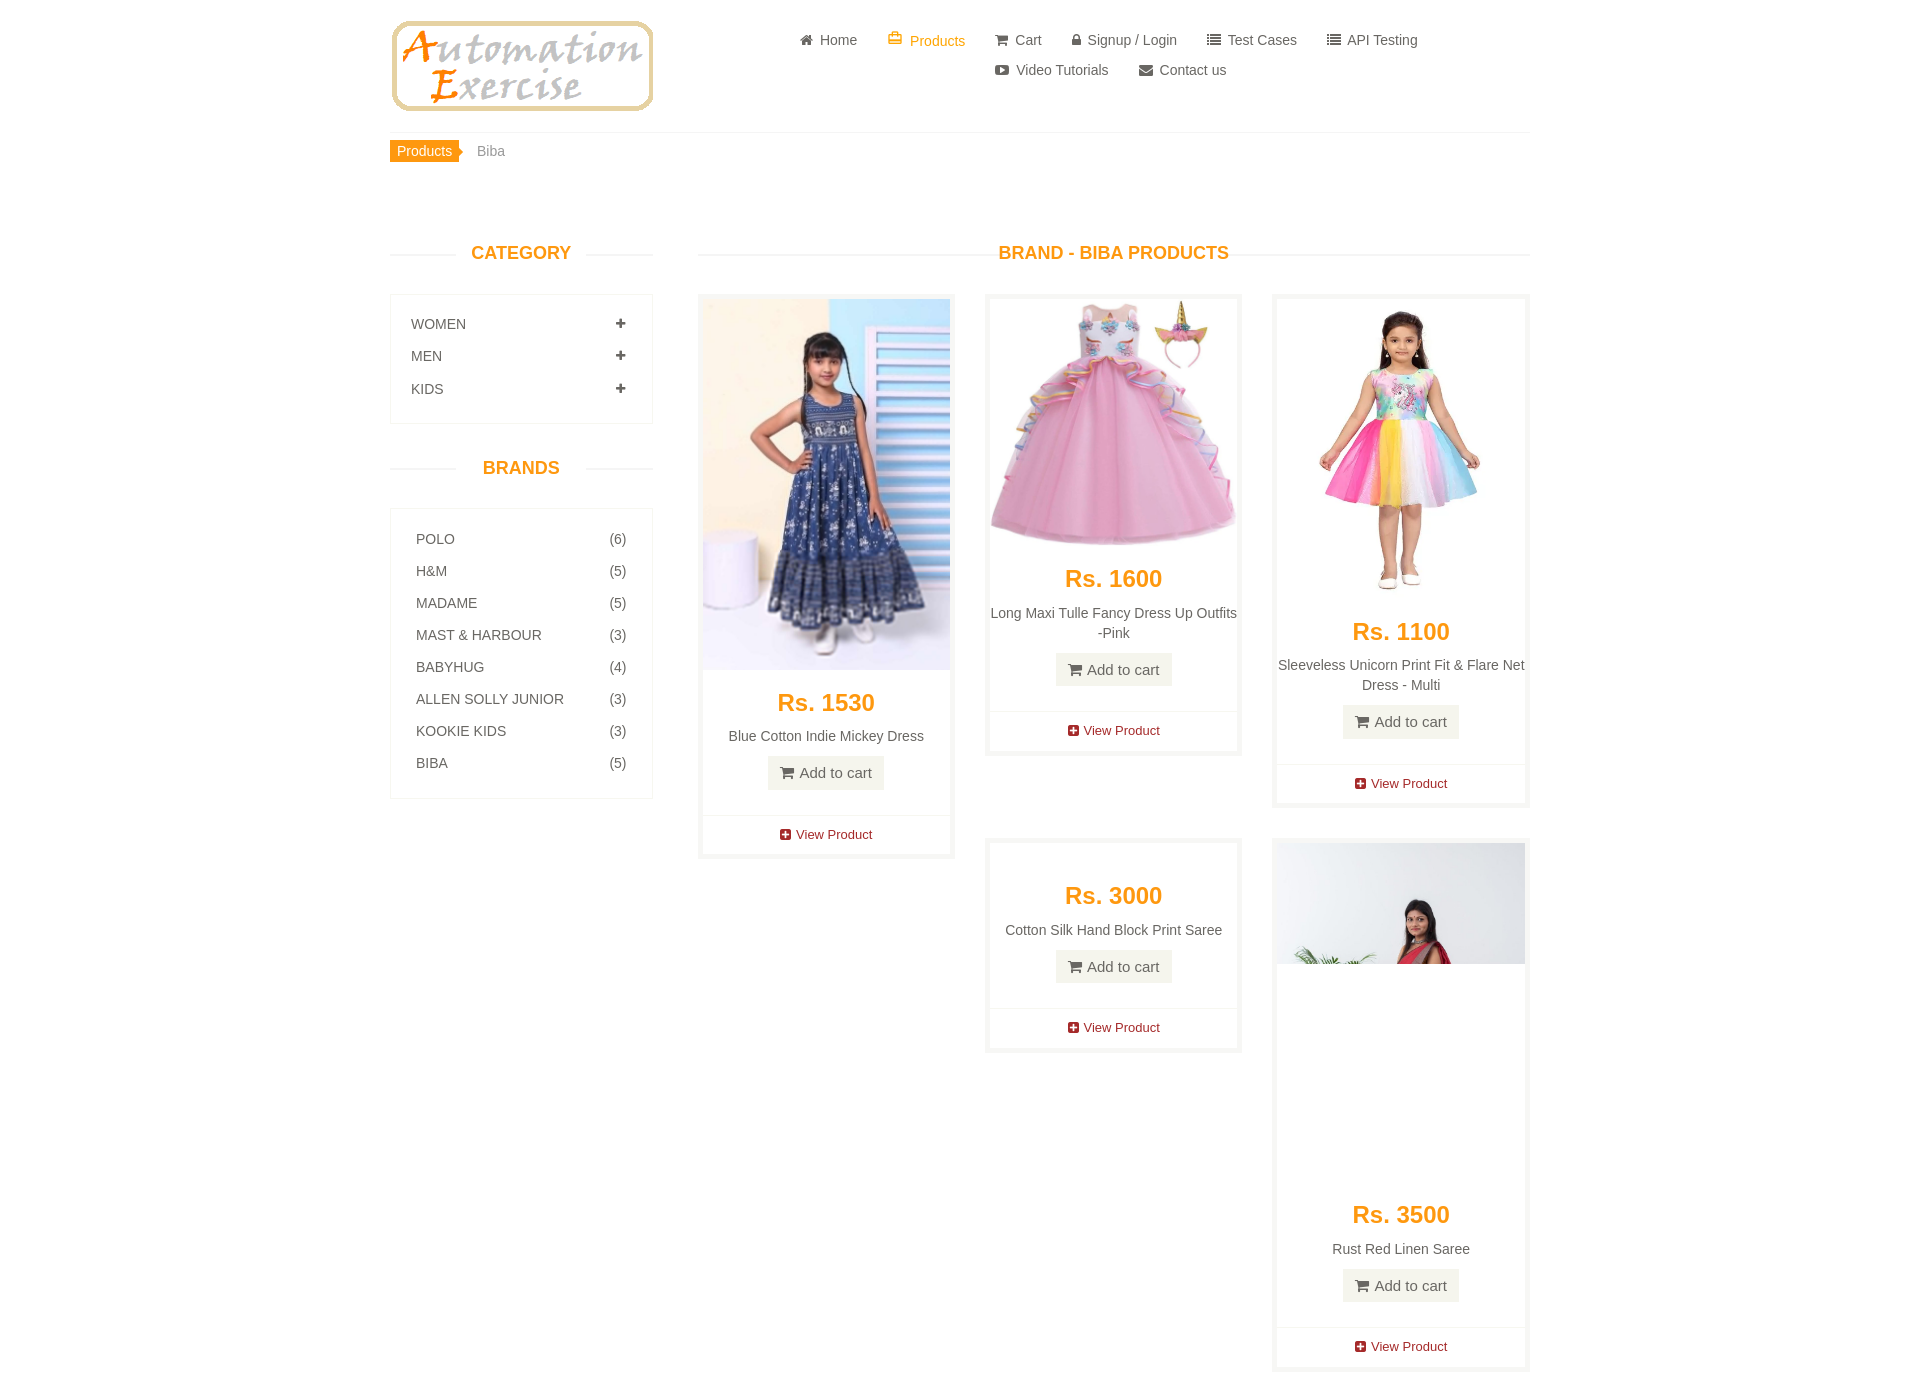 Automation
Exercise
Home
Products
Cart
Signup / Login
Test Cases
API Testing
Video Tutorials
Contact us
Products
Biba
CATEGORY
WOMEN
MEN
KIDS
BRANDS
POLO (6)
H&M (5)
MADAME (5)
MAST & HARBOUR (3)
BABYHUG (4)
ALLEN SOLLY JUNIOR (3)
KOOKIE KIDS (3)
BIBA (5)
BRAND - BIBA PRODUCTS
Rs. 1530
Blue Cotton Indie Mickey Dress
Add to cart
View Product
Rs. 1600
Long Maxi Tulle Fancy Dress Up Outfits
-Pink
Add to cart
View Product
Rs. 1100
Sleeveless Unicorn Print Fit & Flare Net
Dress - Multi
Add to cart
View Product
Rs. 3000
Cotton Silk Hand Block Print Saree
Add to cart
View Product
Rs. 3500
Rust Red Linen Saree
Add to cart
View Product